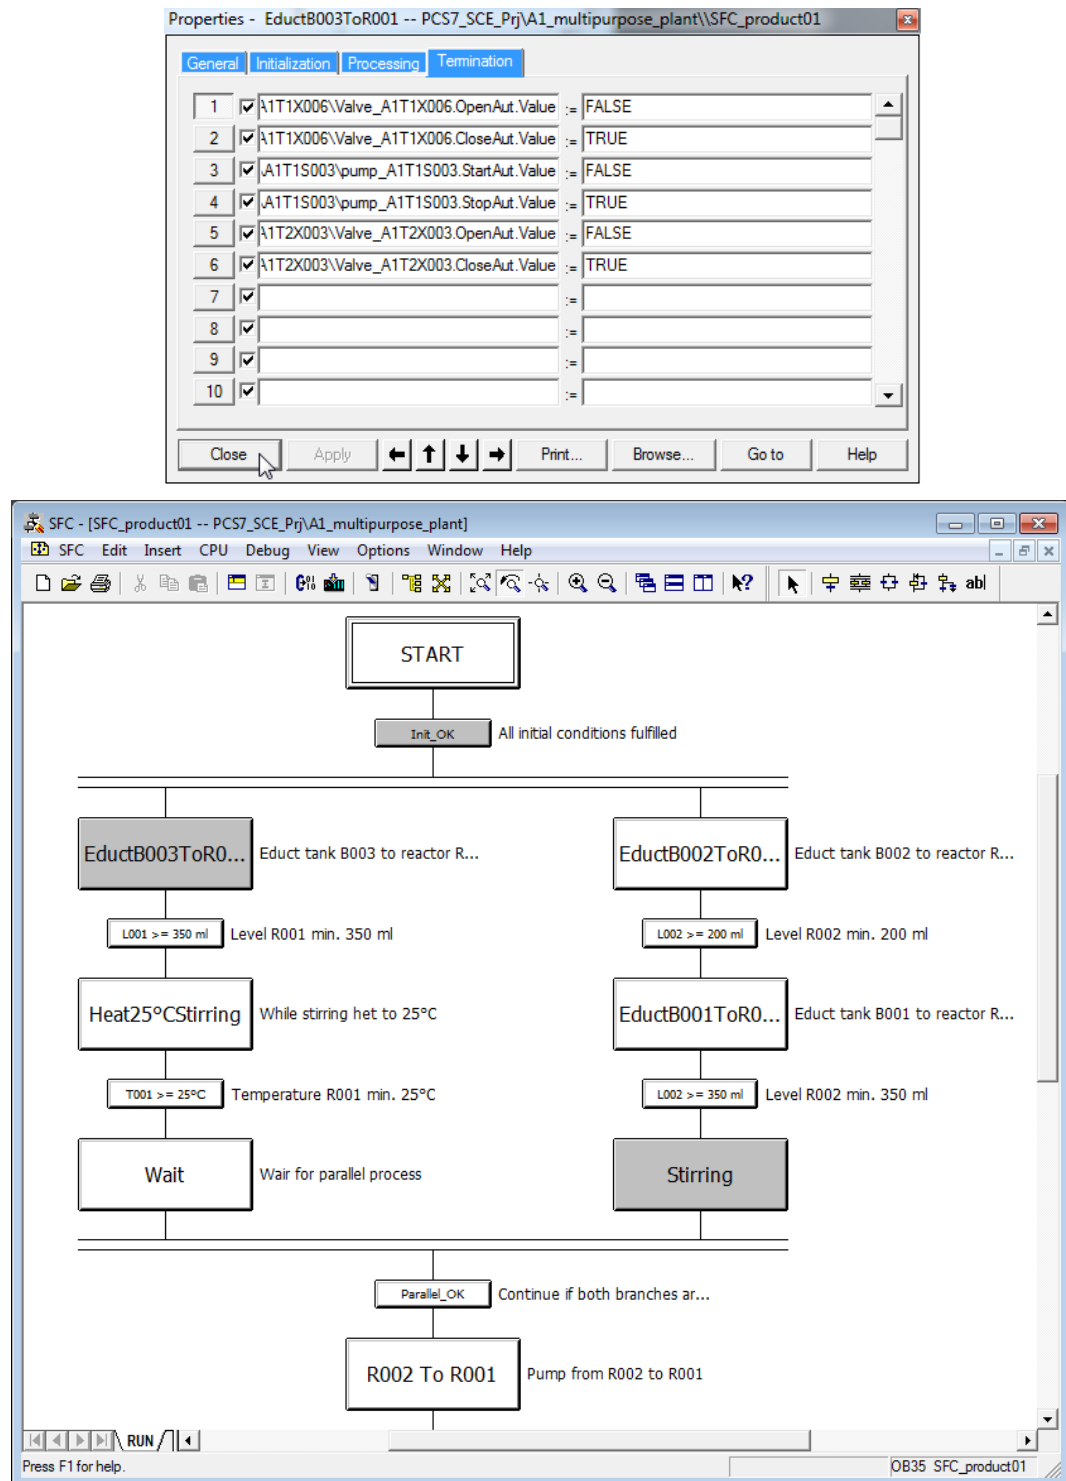 Properties - EductB003ToR001 -- PCS7_SCE_Prj\A1_multipurpose_plant\\SFC_product01
General Initialization Processing Termination
1 A1T1X006\Valve_A1T1X006.OpenAut.Value := FALSE
2 A1T1X006\Valve_A1T1X006.CloseAut.Value := TRUE
3 .A1T1S003\pump_A1T1S003.StartAut.Value := FALSE
4 .A1T1S003\pump_A1T1S003.StopAut.Value := TRUE
5 A1T2X003\Valve_A1T2X003.OpenAut.Value := FALSE
6 A1T2X003\Valve_A1T2X003.CloseAut.Value := TRUE
7 :=
8 :=
9 :=
10 :=
Close Apply Print... Browse... Go to Help
SFC - [SFC_product01 -- PCS7_SCE_Prj\A1_multipurpose_plant]
SFC Edit Insert CPU Debug View Options Window Help
abl
START
Init_OK All initial conditions fulfilled
EductB003ToR0... Educt tank B003 to reactor R... EductB002ToR0... Educt tank B002 to reactor R...
L001 >= 350 ml Level R001 min. 350 ml L002 >= 200 ml Level R002 min. 200 ml
Heat25°CStirring While stirring het to 25°C EductB001ToR0... Educt tank B001 to reactor R...
T001 >= 25°C Temperature R001 min. 25°C L002 >= 350 ml Level R002 min. 350 ml
Wait Wair for parallel process Stirring
Parallel_OK Continue if both branches ar...
R002 To R001 Pump from R002 to R001
RUN
Press F1 for help. OB35 SFC_product01